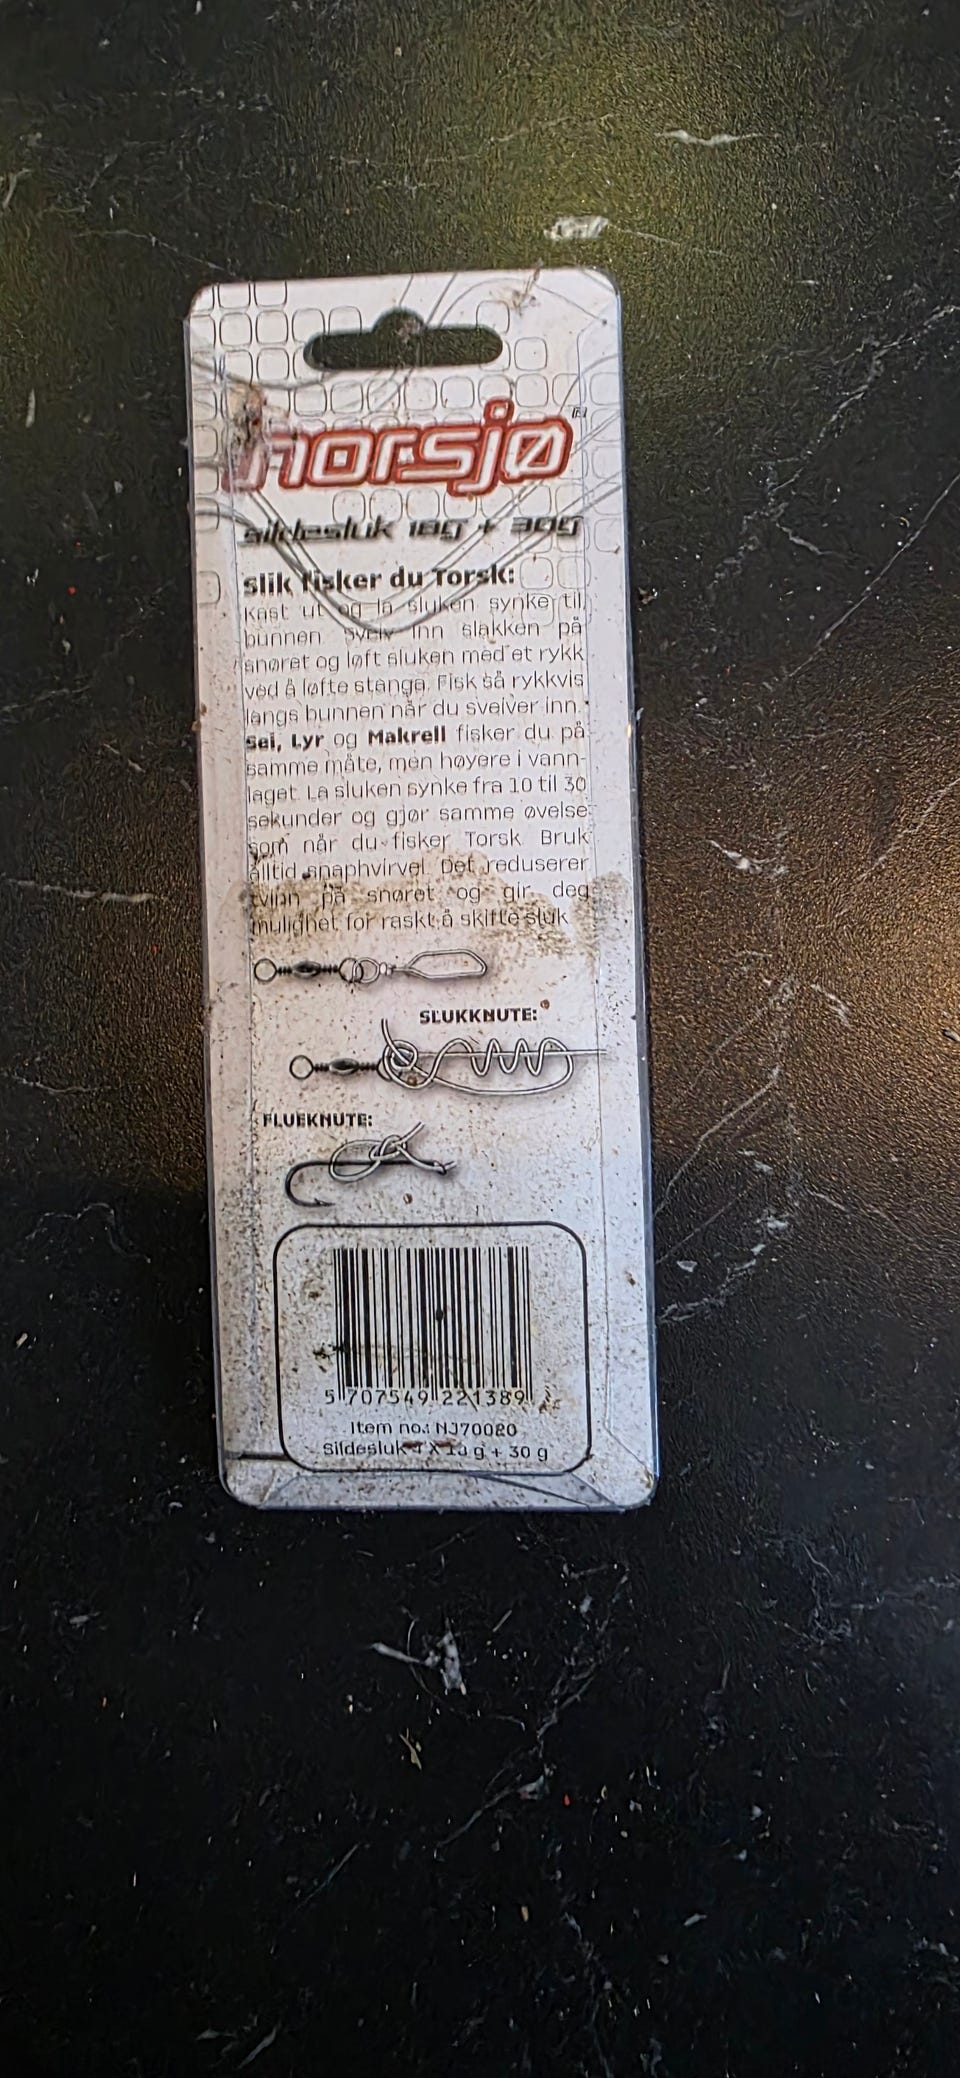 norsjø
sildesluk 18g + 30g
Slik fisker du Torsk:
Kast ut og la sluken synke til
bunnen. Sveiv inn slakken på
snøret og løft sluken med et rykk
ved å løfte stanga. Fisk så rykkvis
langs bunnen når du sveiver inn.
Sei, Lyr og Makrell fisker du på
samme måte, men høyere i vann-
laget. La sluken synke fra 10 til 30
sekunder og gjør samme øvelse
som når du fisker Torsk. Bruk
alltid snaphvirvel. Det reduserer
tvinn på snøret og gir deg
mulighet for raskt å skifte sluk
SLUKKNUTE:
FLUEKNUTE:
5 707549 221389
Item no.: NJ70020
Sildesluk X g + 30 g